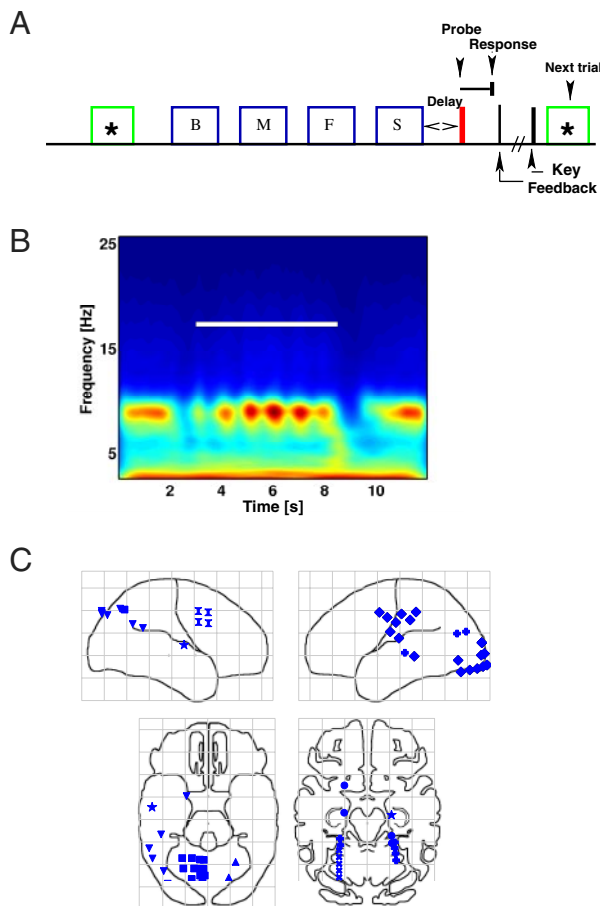 A
Probe
Response
Next trial
Delay
* B M F S < > // *
Key
Feedback
B
Frequency [Hz]
25
15
5
2 4 6 8 10
Time [s]
C